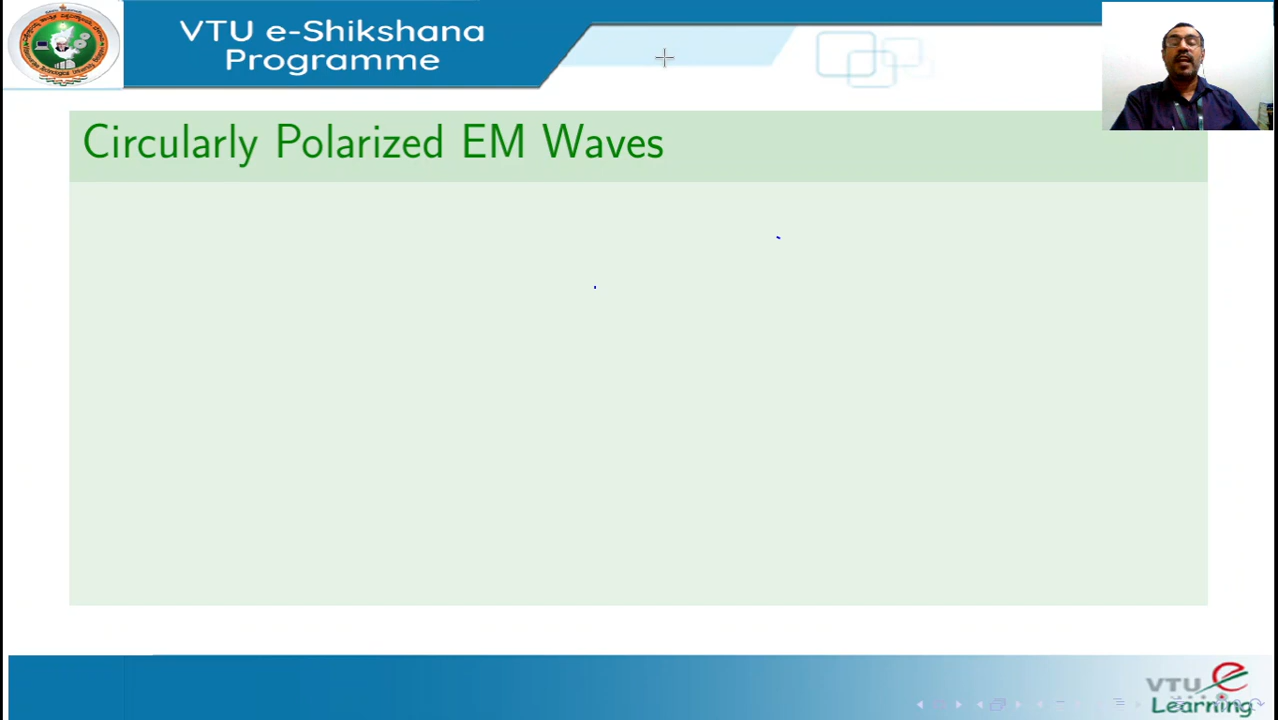 VTU e-Shikshana
Programme
Circularly Polarized EM Waves
VTU
Learning